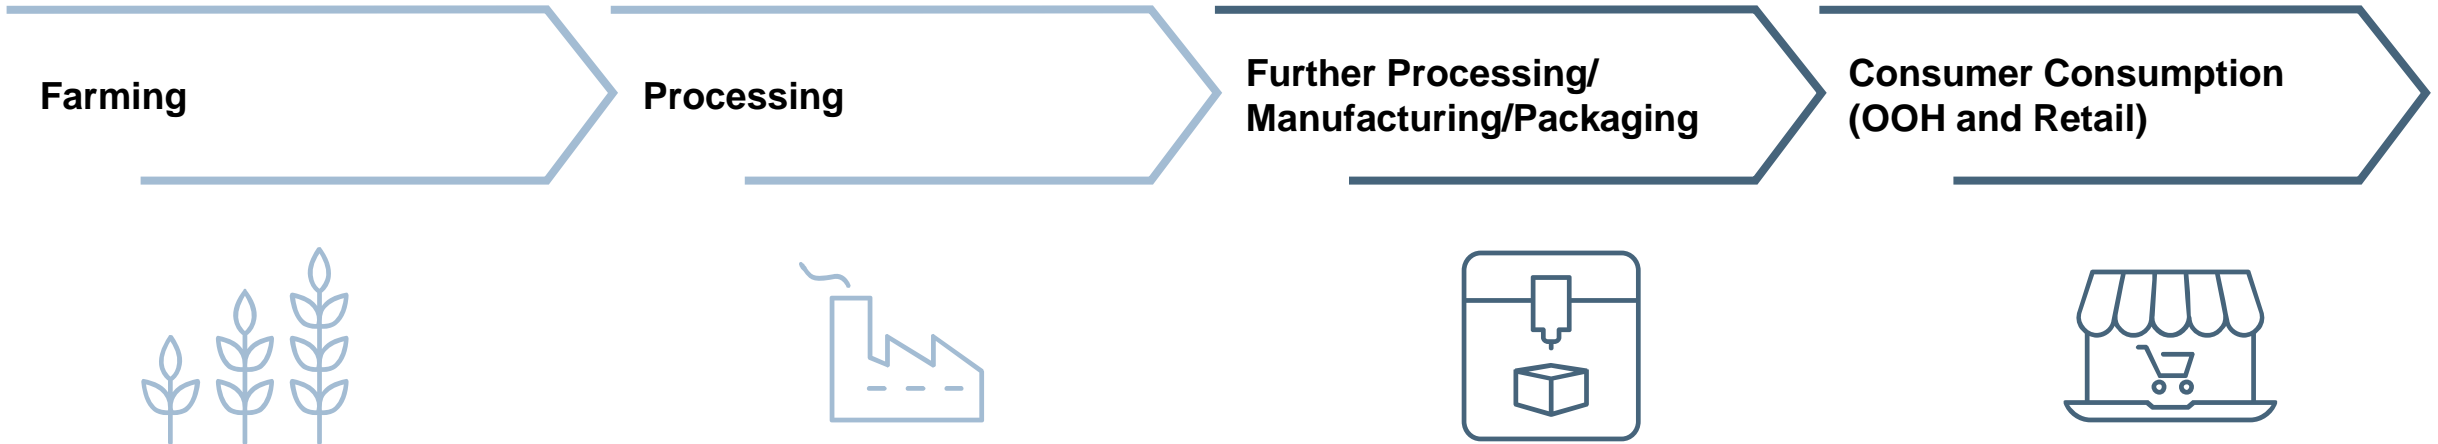 Farming
Processing
Further Processing/
Manufacturing/Packaging
Consumer Consumption
(OOH and Retail)